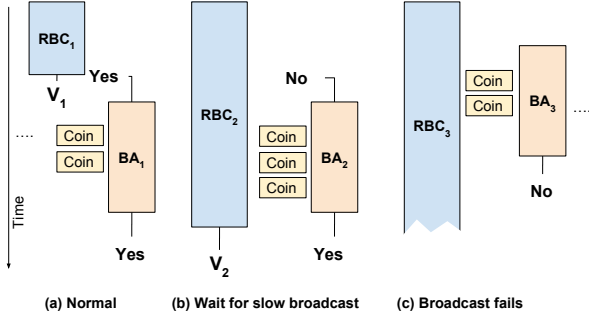 RBC1
Yes
V1
Coin
Coin
BA1
Yes
....
Time
(a) Normal
RBC2
No
Coin
Coin
Coin
BA2
Yes
V2
(b) Wait for slow broadcast
RBC3
Coin
Coin
BA3
....
No
(c) Broadcast fails